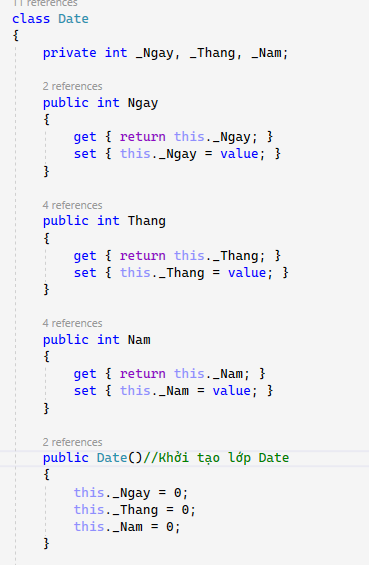 11 references
class Date
{
private int _Ngay, _Thang, _Nam;
2 references
public int Ngay
{
get { return this._Ngay; }
set { this._Ngay = value; }
}
4 references
public int Thang
{
get { return this._Thang; }
set { this._Thang = value; }
}
4 references
public int Nam
{
get { return this._Nam; }
set { this._Nam = value; }
}
2 references
public Date()//Khởi tạo lớp Date
{
this._Ngay = 0;
this._Thang = 0;
this._Nam = 0;
}